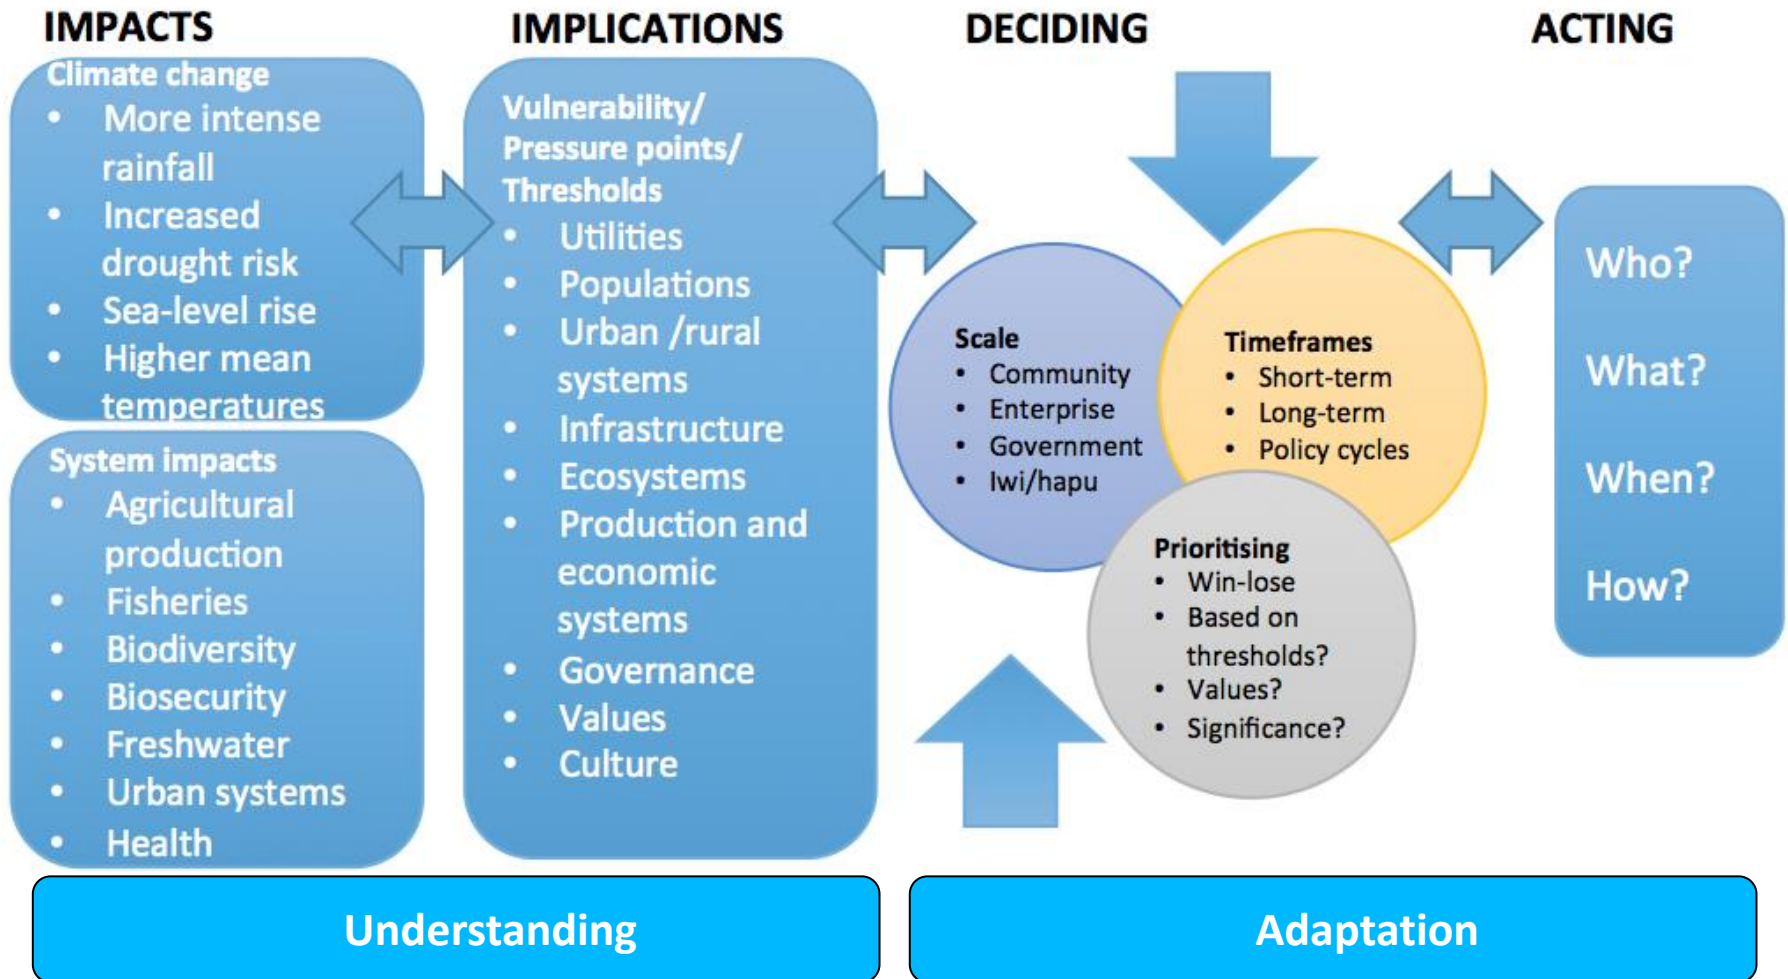 IMPACTS
Climate change
• More intense
rainfall
• Increased
drought risk
• Sea-level rise
• Higher mean
temperatures
System impacts
• Agricultural
production
• Fisheries
• Biodiversity
• Biosecurity
• Freshwater
• Urban systems
• Health
IMPLICATIONS
Vulnerability/
Pressure points/
Thresholds
• Utilities
• Populations
• Urban /rural
systems
• Infrastructure
• Ecosystems
• Production and
economic
systems
• Governance
• Values
• Culture
DECIDING
Scale
• Community
• Enterprise
• Government
• Iwi/hapu
Timeframes
• Short-term
• Long-term
• Policy cycles
Prioritising
• Win-lose
• Based on
thresholds?
• Values?
• Significance?
ACTING
Who?
What?
When?
How?
Understanding
Adaptation